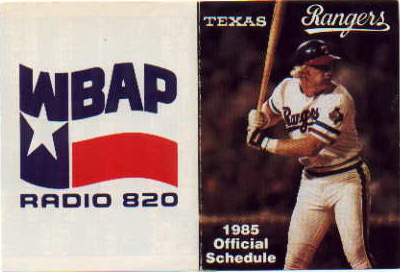 WBAP
RADIO 820
TEXAS Rangers
Rangers
1985
Official
Schedule